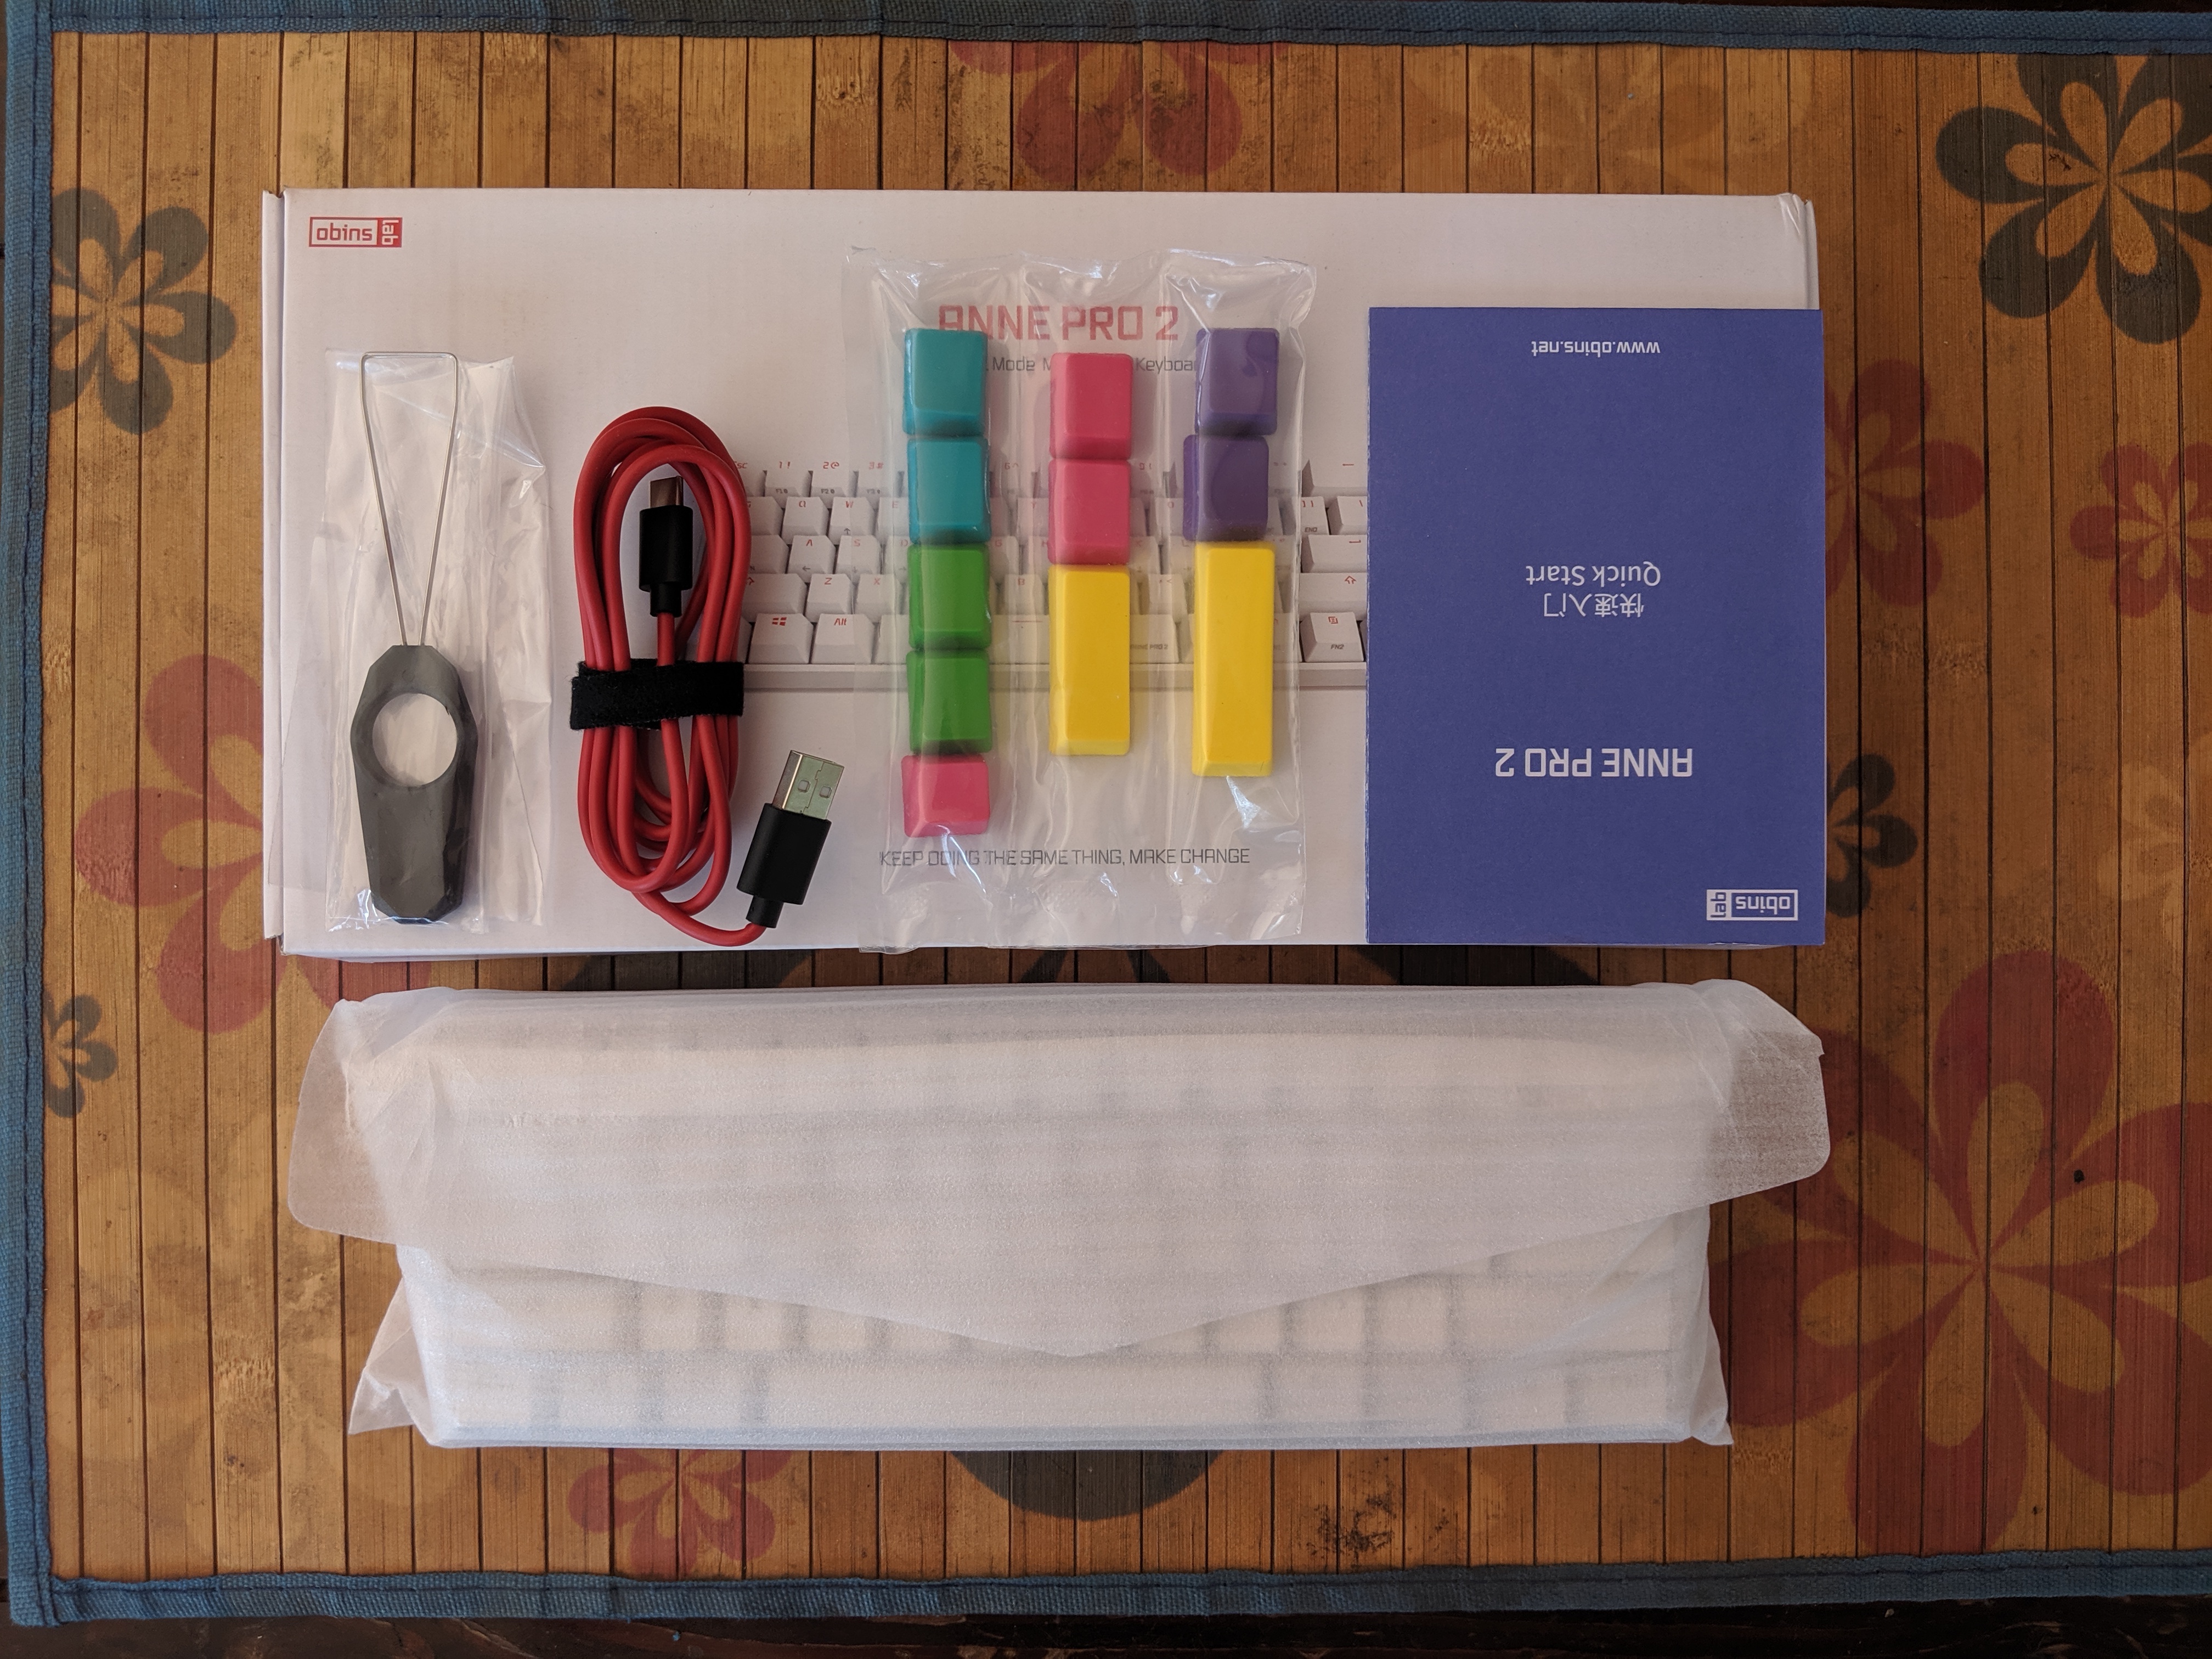 obins lab
ANNE PRO 2
Mode
KEEP DOING THE SAME THING, MAKE CHANGE
Alt
Z
ANNE PRO 2
快速入门
Quick Start
www.obins.net
obins lab